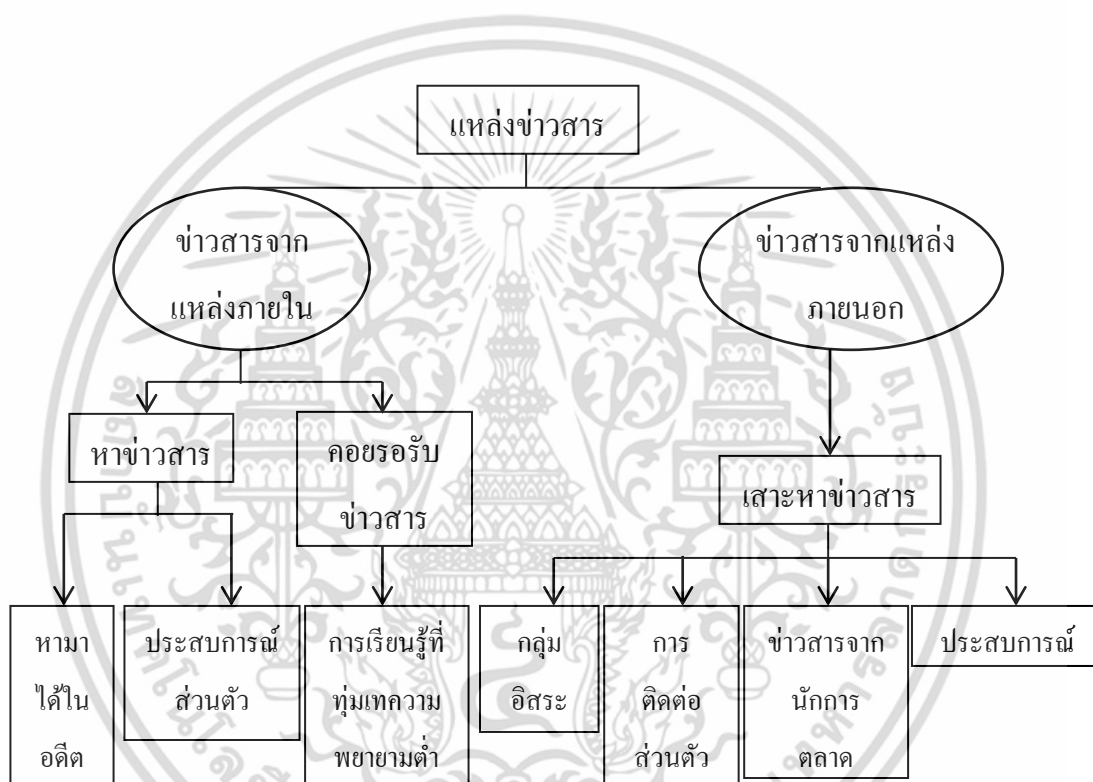 แหล่งข่าวสาร
ข่าวสารจาก
แหล่งภายใน
ข่าวสารจากแหล่ง
ภายนอก
หาข่าวสาร
คอยรอรับ
ข่าวสาร
เสาะหาข่าวสาร
หามา
ได้ใน
อดีต
ประสบการณ์
ส่วนตัว
การเรียนรู้ที่
ทุ่มเทความ
พยายามต่ำ
กลุ่ม
อิสระ
การ
ติดต่อ
ส่วนตัว
ข่าวสารจาก
นักการ
ตลาด
ประสบการณ์